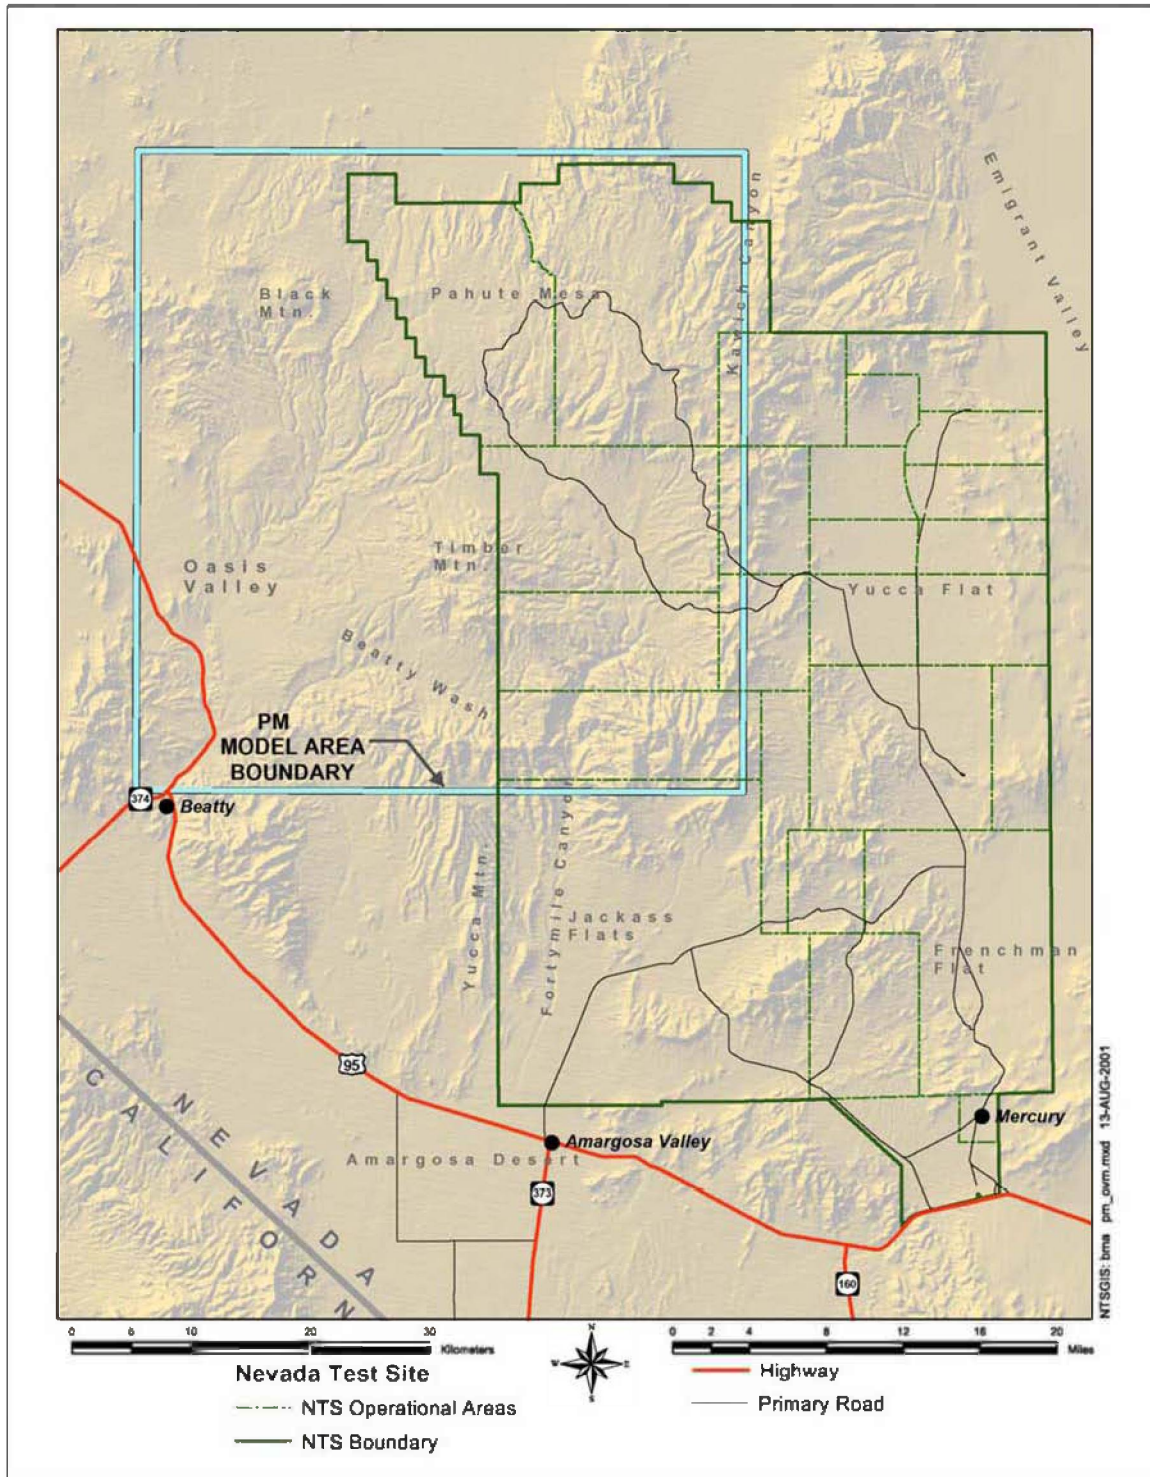 Emigrant Valley
Kawich Canyon
Black
Mtn.
Pahute Mesa
Timber
Mtn.
Oasis
Valley
Yucca Flat
Beatty Wash
PM
MODEL AREA
BOUNDARY
374
Beatty
Yucca Mtn.
Fortymile Canyon
Jackass
Flats
Frenchman
Flat
95
NEVADA
CALIFORN
Mercury
Amargosa Valley
Amargosa Desert
373
160
NTSGIS: bma pm_ovm.mxd 13-AUG-2001
0 5 10 20 30
Kilometers
N
W E
S
0 2 4 8 12 16 20
Miles
Nevada Test Site
NTS Operational Areas
NTS Boundary
Highway
Primary Road